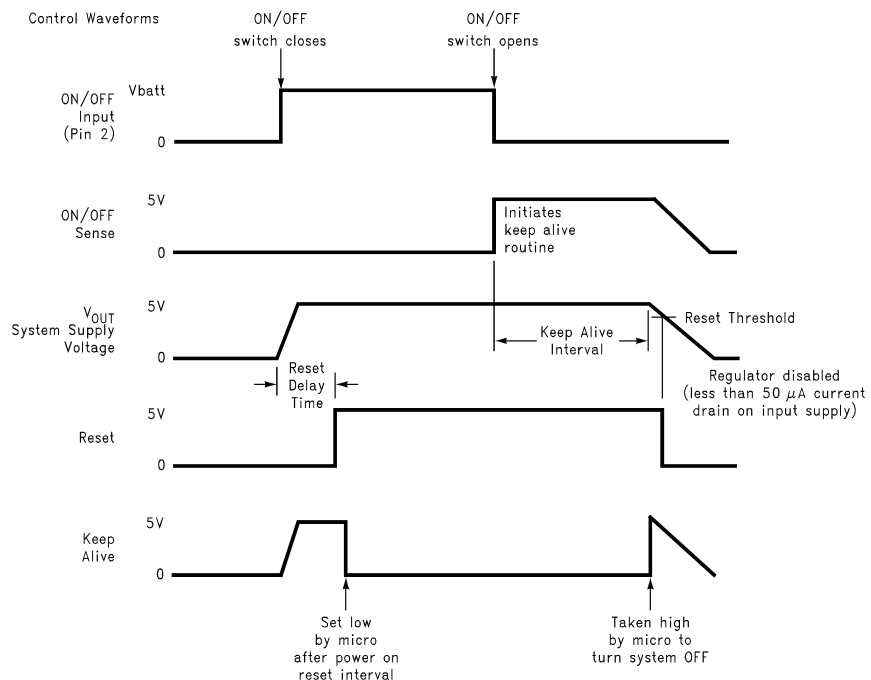 Control Waveforms
ON/OFF
switch closes
ON/OFF
switch opens
ON/OFF
Input
(Pin 2)
Vbatt
0
ON/OFF
Sense
5V
0
Initiates
keep alive
routine
VOUT
System Supply
Voltage
5V
0
Keep Alive
Interval
Reset Threshold
Reset
Delay
Time
Regulator disabled
(less than 50 μA current
drain on input supply)
Reset
5V
0
Keep
Alive
5V
0
Set low
by micro
after power on
reset interval
Taken high
by micro to
turn system OFF